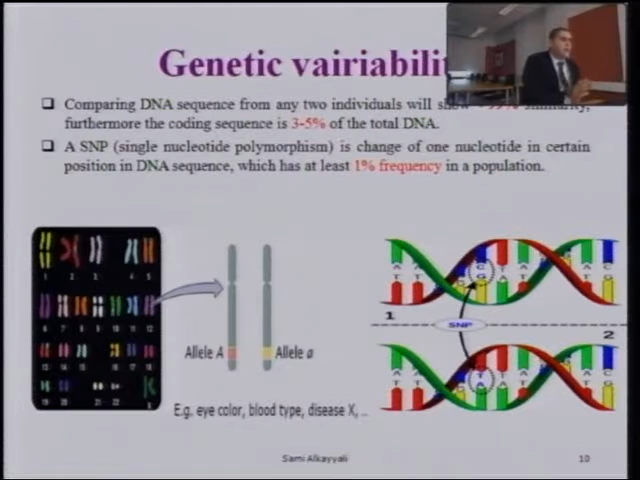 Genetic vairiabilit
❑ Comparing DNA sequence from any two individuals will
furthermore the coding sequence is 3-5% of the total DNA.
❑ A SNP (single nucleotide polymorphism) is change of one nucleotide in certain
position in DNA sequence, which has at least 1% frequency in a population.
Allele A
Allele a
E.g. eye color, blood type, disease X, ..
1
SNP
2
Sami Alkayyali
10